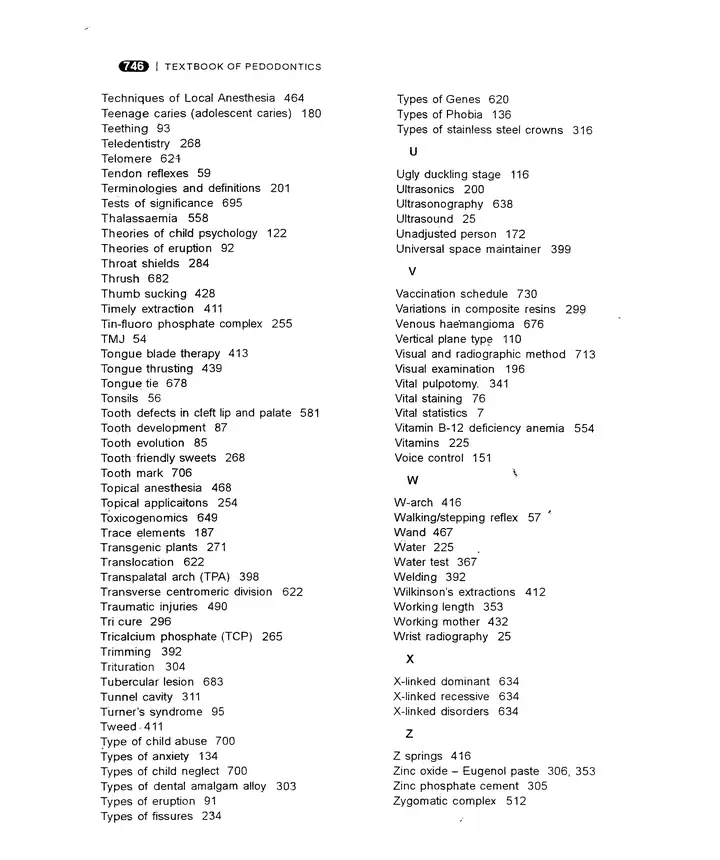 746 | TEXTBOOK OF PEDODONTICS
Techniques of Local Anesthesia 464
Teenage caries (adolescent caries) 180
Teething 93
Teledentistry 268
Telomere 621
Tendon reflexes 59
Terminologies and definitions 201
Tests of significance 695
Thalassaemia 558
Theories of child psychology 122
Theories of eruption 92
Throat shields 284
Thrush 682
Thumb sucking 428
Timely extraction 411
Tin-fluoro phosphate complex 255
TMJ 54
Tongue blade therapy 413
Tongue thrusting 439
Tongue tie 678
Tonsils 56
Tooth defects in cleft lip and palate 581
Tooth development 87
Tooth evolution 85
Tooth friendly sweets 268
Tooth mark 706
Topical anesthesia 468
Topical applicaitons 254
Toxicogenomics 649
Trace elements 187
Transgenic plants 271
Translocation 622
Transpalatal arch (TPA) 398
Transverse centromeric division 622
Traumatic injuries 490
Tri cure 296
Tricalcium phosphate (TCP) 265
Trimming 392
Trituration 304
Tubercular lesion 683
Tunnel cavity 311
Turner's syndrome 95
Tweed 411
Type of child abuse 700
Types of anxiety 134
Types of child neglect 700
Types of dental amalgam alloy 303
Types of eruption 91
Types of fissures 234
Types of Genes 620
Types of Phobia 136
Types of stainless steel crowns 316
U
Ugly duckling stage 116
Ultrasonics 200
Ultrasonography 638
Ultrasound 25
Unadjusted person 172
Universal space maintainer 399
V
Vaccination schedule 730
Variations in composite resins 299
Venous haemangioma 676
Vertical plane type 110
Visual and radiographic method 713
Visual examination 196
Vital pulpotomy. 341
Vital staining 76
Vital statistics 7
Vitamin B-12 deficiency anemia 554
Vitamins 225
Voice control 151
W
W-arch 416
Walking/stepping reflex 57
Wand 467
Water 225
Water test 367
Welding 392
Wilkinson's extractions 412
Working length 353
Working mother 432
Wrist radiography 25
X
X-linked dominant 634
X-linked recessive 634
X-linked disorders 634
Z
Z springs 416
Zinc oxide – Eugenol paste 306, 353
Zinc phosphate cement 305
Zygomatic complex 512